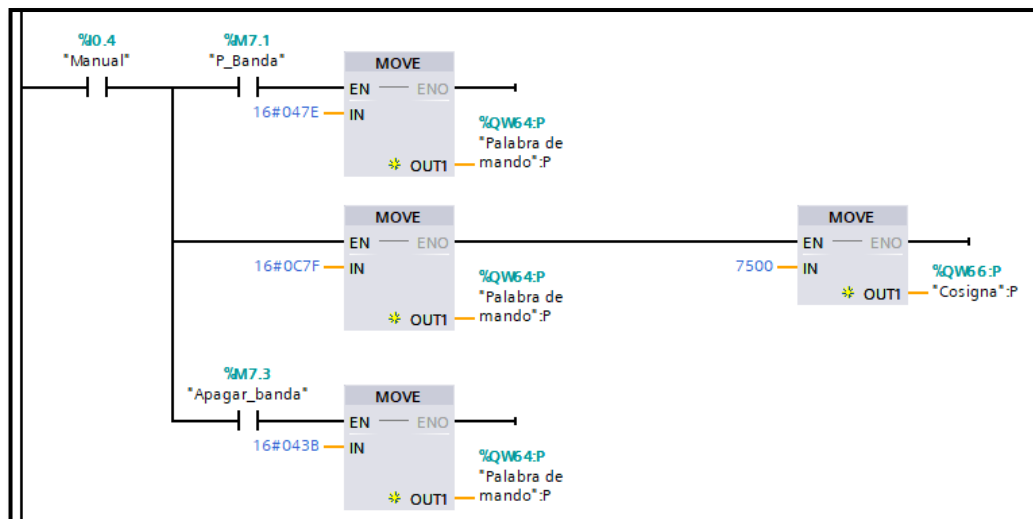 %I0.4
"Manual"
%M7.1
"P_Banda"
MOVE
EN
ENO
16#047E
IN
%QW64:P
"Palabra de
mando":P
OUT1
MOVE
EN
ENO
16#0C7F
IN
%QW64:P
"Palabra de
mando":P
OUT1
MOVE
EN
ENO
7500
IN
%QW66:P
"Cosigna":P
OUT1
%M7.3
"Apagar_banda"
MOVE
EN
ENO
16#043B
IN
%QW64:P
"Palabra de
mando":P
OUT1